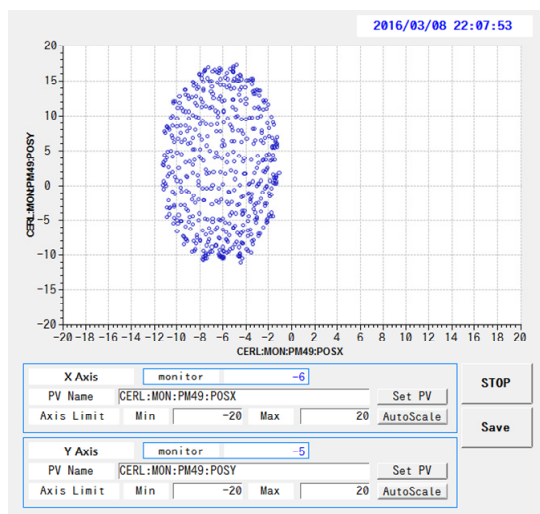 2016/03/08 22:07:53
20
15
10
5
0
-5
-10
-15
-20
CERL:MON:PM49:POSY
-20 -18 -16 -14 -12 -10 -8 -6 -4 -2 0 2 4 6 8 10 12 14 16 18 20
CERL:MON:PM49:POSX
X Axis monitor -6
PV Name CERL:MON:PM49:POSX Set PV
Axis Limit Min -20 Max 20 AutoScale
STOP
Save
Y Axis monitor -5
PV Name CERL:MON:PM49:POSY Set PV
Axis Limit Min -20 Max 20 AutoScale